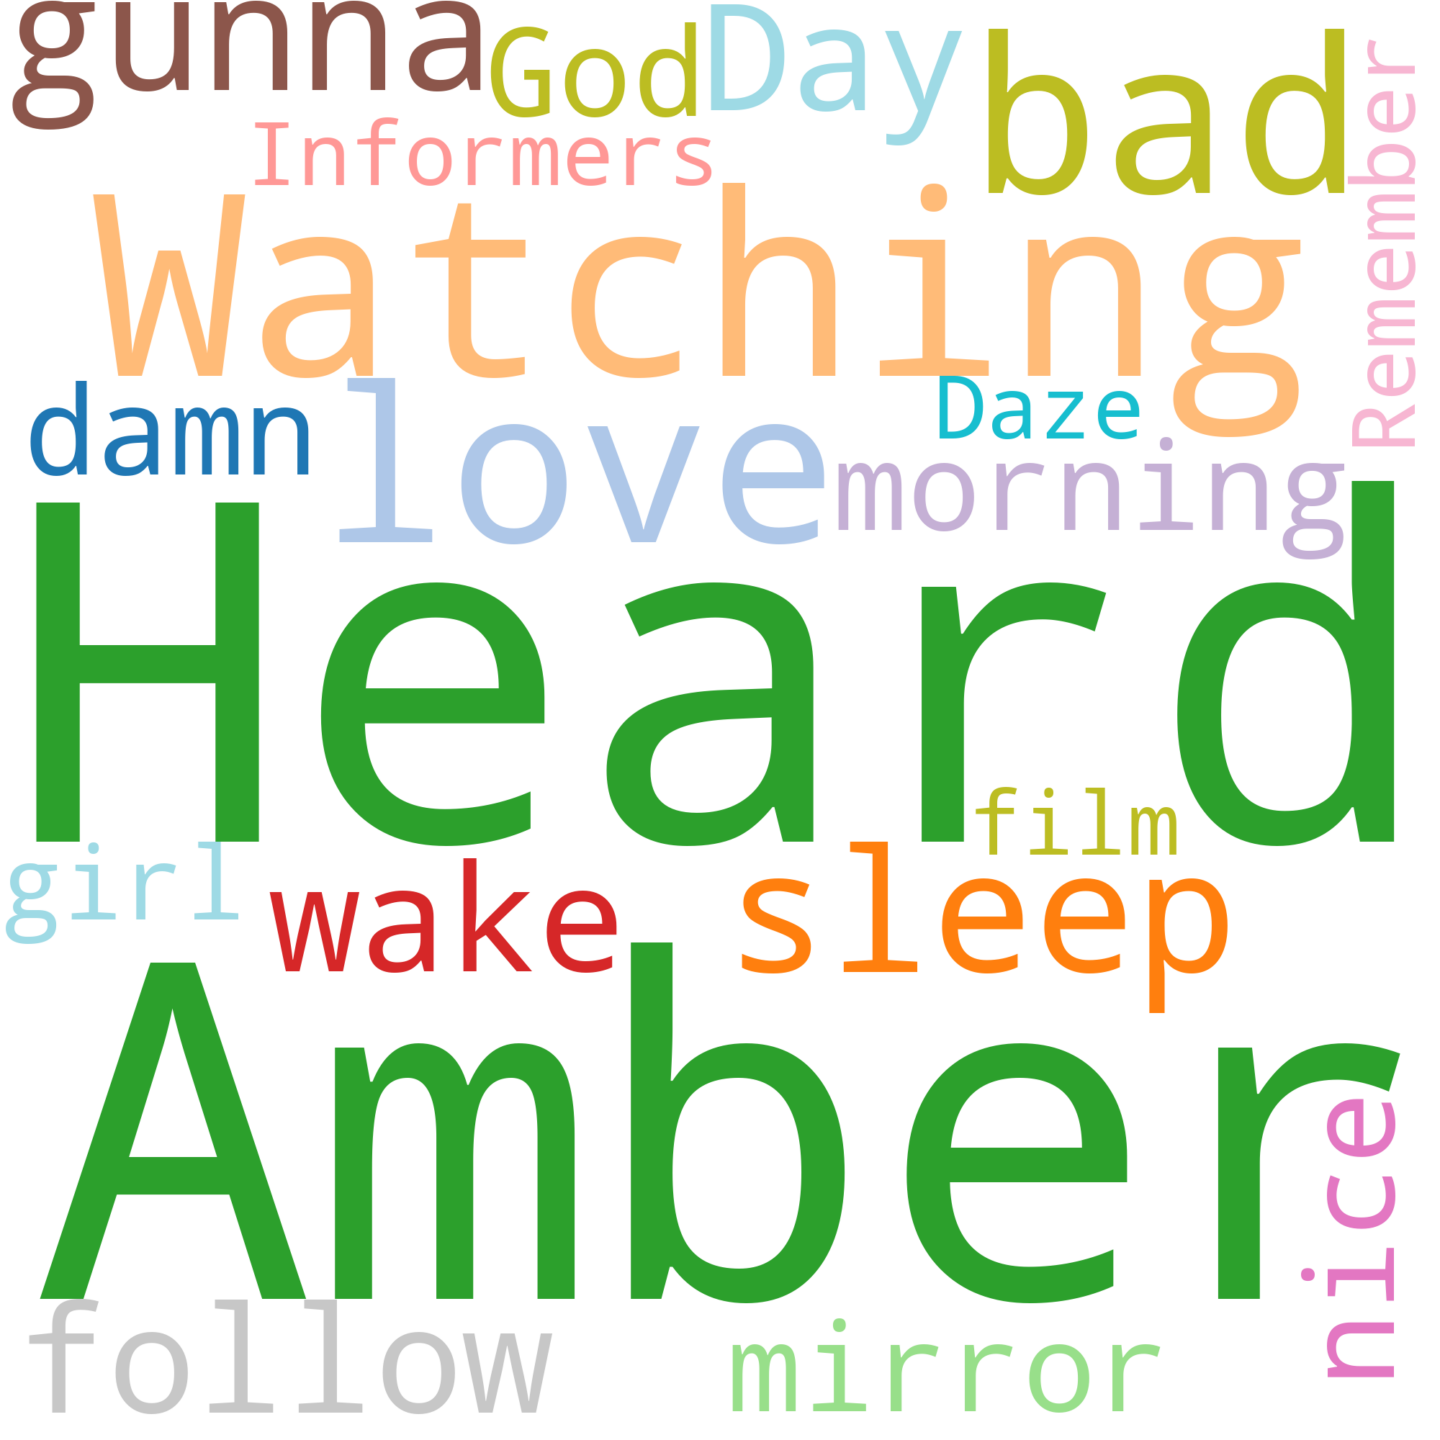 gunna
God
Day
bad
Remember
Informers
Watching
damn
love
Daze
morning
Heard
film
girl
wake
sleep
Amber
nice
follow
mirror